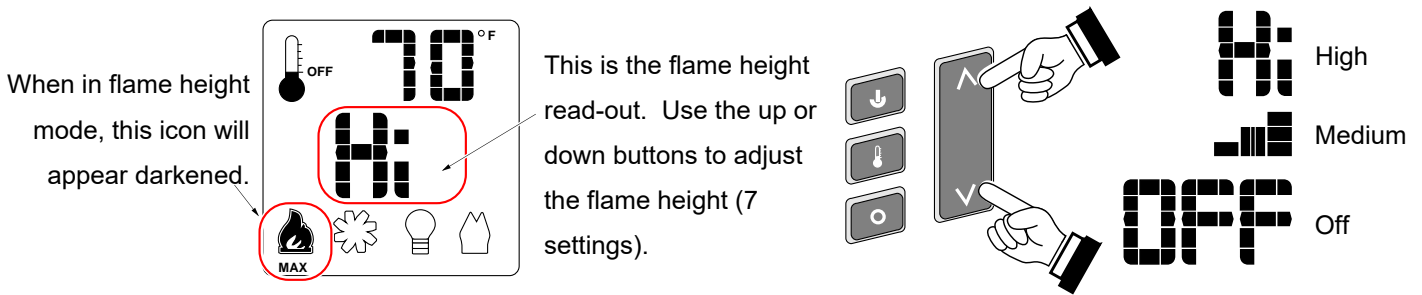 When in flame height
mode, this icon will
appear darkened.
OFF
70 °F
Hi
MAX
This is the flame height
read-out. Use the up or
down buttons to adjust
the flame height (7
settings).
Hi High
Medium
OFF Off